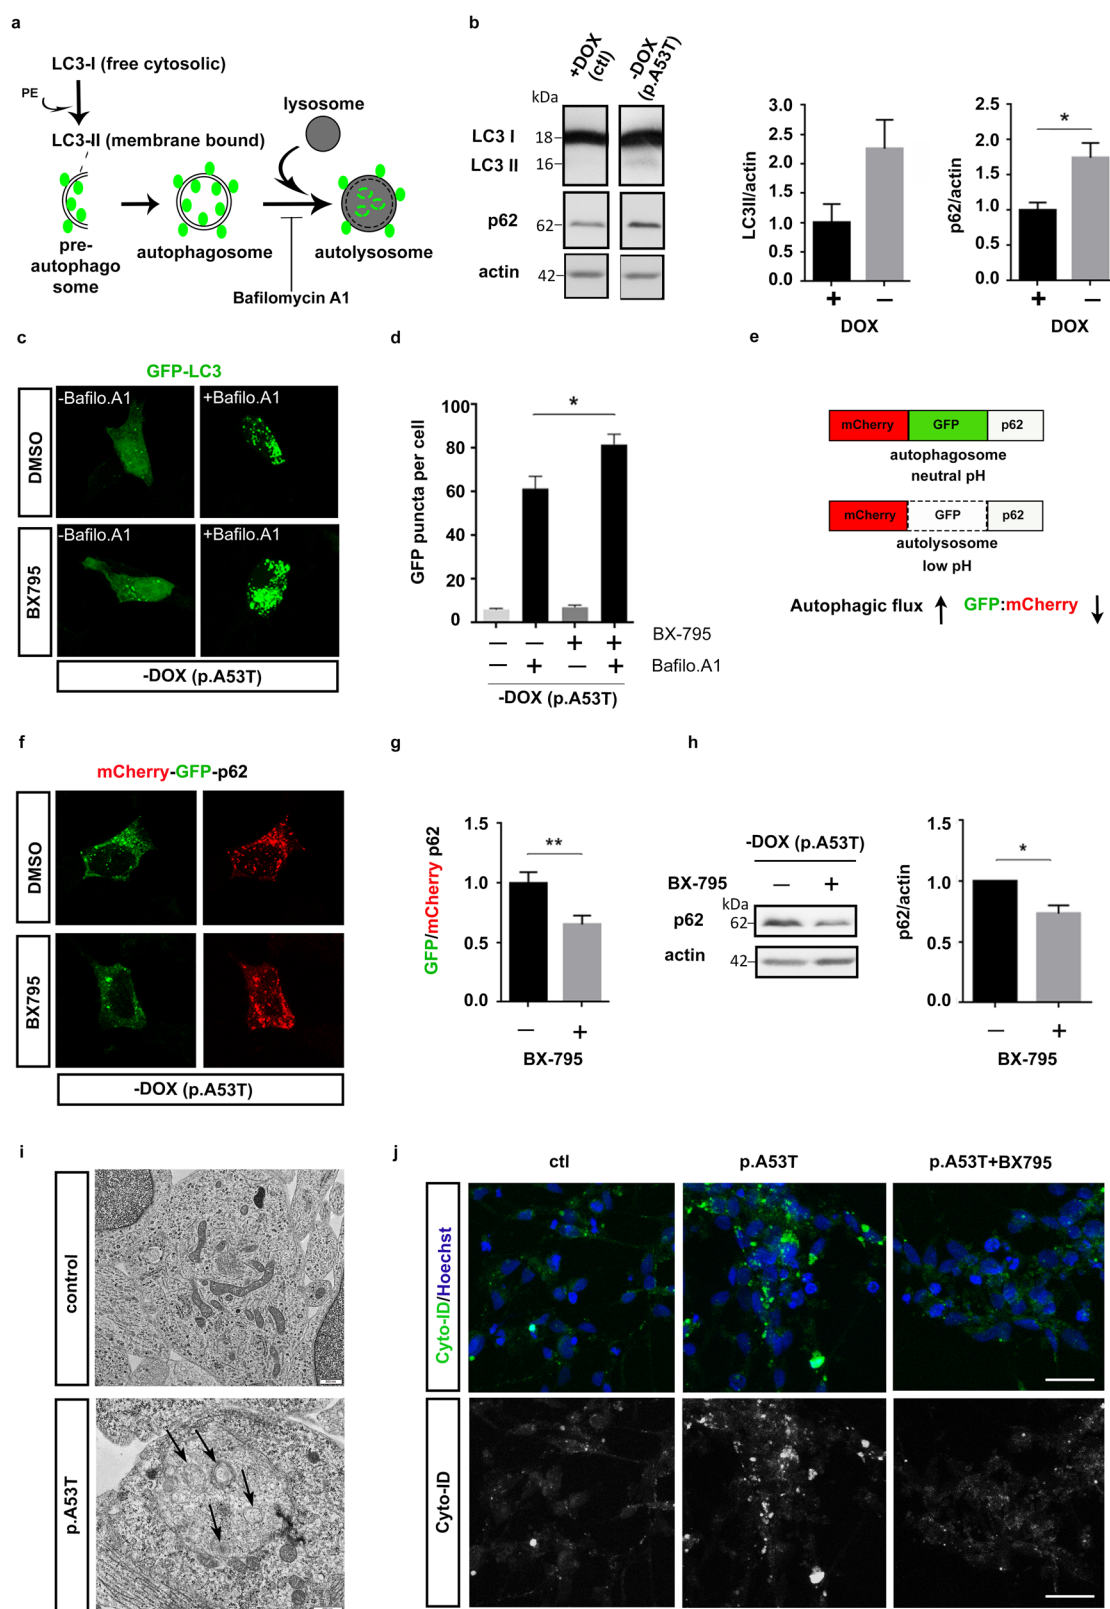 a
LC3-I (free cytosolic)
PE
LC3-II (membrane bound)
lysosome
pre-
autophago
some
autophagosome
autolysosome
Bafilomycin A1
b
+DOX
(ctl)
-DOX
(p.A53T)
kDa
LC3 I
18
LC3 II
16
p62
62
actin
42
LC3II/actin
3.0
2.5
2.0
1.5
1.0
0.5
0.0
+ −
DOX
p62/actin
2.5
2.0
1.5
1.0
0.5
0.0
*
+ −
DOX
c
GFP-LC3
DMSO
-Bafilo.A1
+Bafilo.A1
BX795
-Bafilo.A1
+Bafilo.A1
-DOX (p.A53T)
d
GFP puncta per cell
100
80
60
40
20
0
*
− − + + BX-795
− + − + Bafilo.A1
-DOX (p.A53T)
e
mCherry GFP p62
autophagosome
neutral pH
mCherry GFP p62
autolysosome
low pH
Autophagic flux ↑ GFP:mCherry ↓
f
mCherry-GFP-p62
DMSO
BX795
-DOX (p.A53T)
g
GFP/mCherry p62
1.5
1.0
0.5
0.0
**
− +
BX-795
h
-DOX (p.A53T)
BX-795 − +
kDa
p62
62
actin
42
p62/actin
1.5
1.0
0.5
0.0
*
− +
BX-795
i
control
p.A53T
j
ctl
p.A53T
p.A53T+BX795
Cyto-ID/Hoechst
Cyto-ID